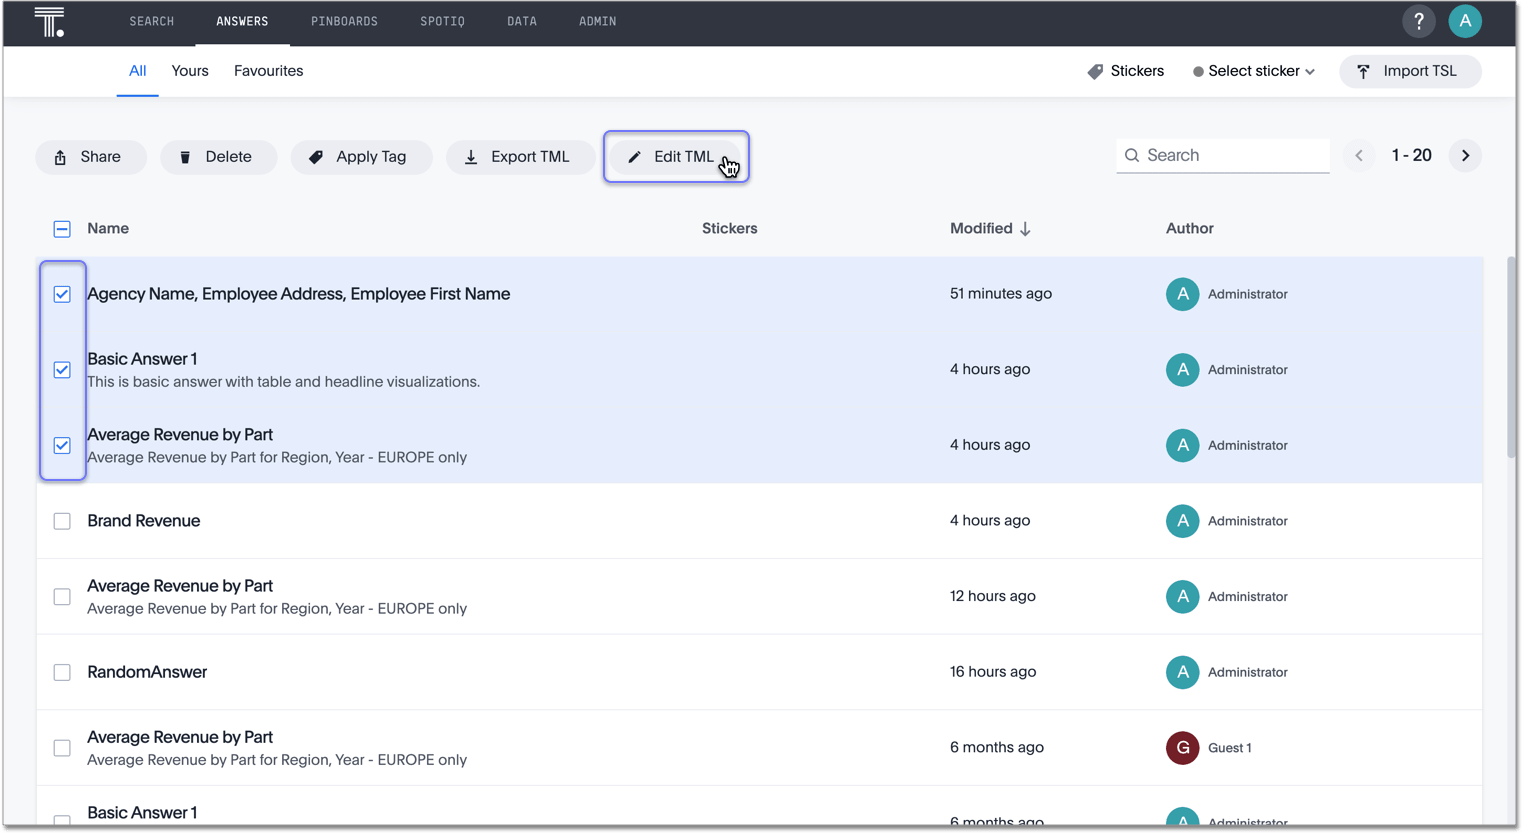 SEARCH ANSWERS PINBOARDS SPOTIQ DATA ADMIN ? A
All Yours Favourites Stickers Select sticker Import TSL
Share Delete Apply Tag Export TML Edit TML Search 1 - 20
Name Stickers Modified Author
Agency Name, Employee Address, Employee First Name 51 minutes ago A Administrator
Basic Answer 1
This is basic answer with table and headline visualizations. 4 hours ago A Administrator
Average Revenue by Part
Average Revenue by Part for Region, Year - EUROPE only 4 hours ago A Administrator
Brand Revenue 4 hours ago A Administrator
Average Revenue by Part
Average Revenue by Part for Region, Year - EUROPE only 12 hours ago A Administrator
RandomAnswer 16 hours ago A Administrator
Average Revenue by Part
Average Revenue by Part for Region, Year - EUROPE only 6 months ago G Guest 1
Basic Answer 1
6 months ago A Administrator